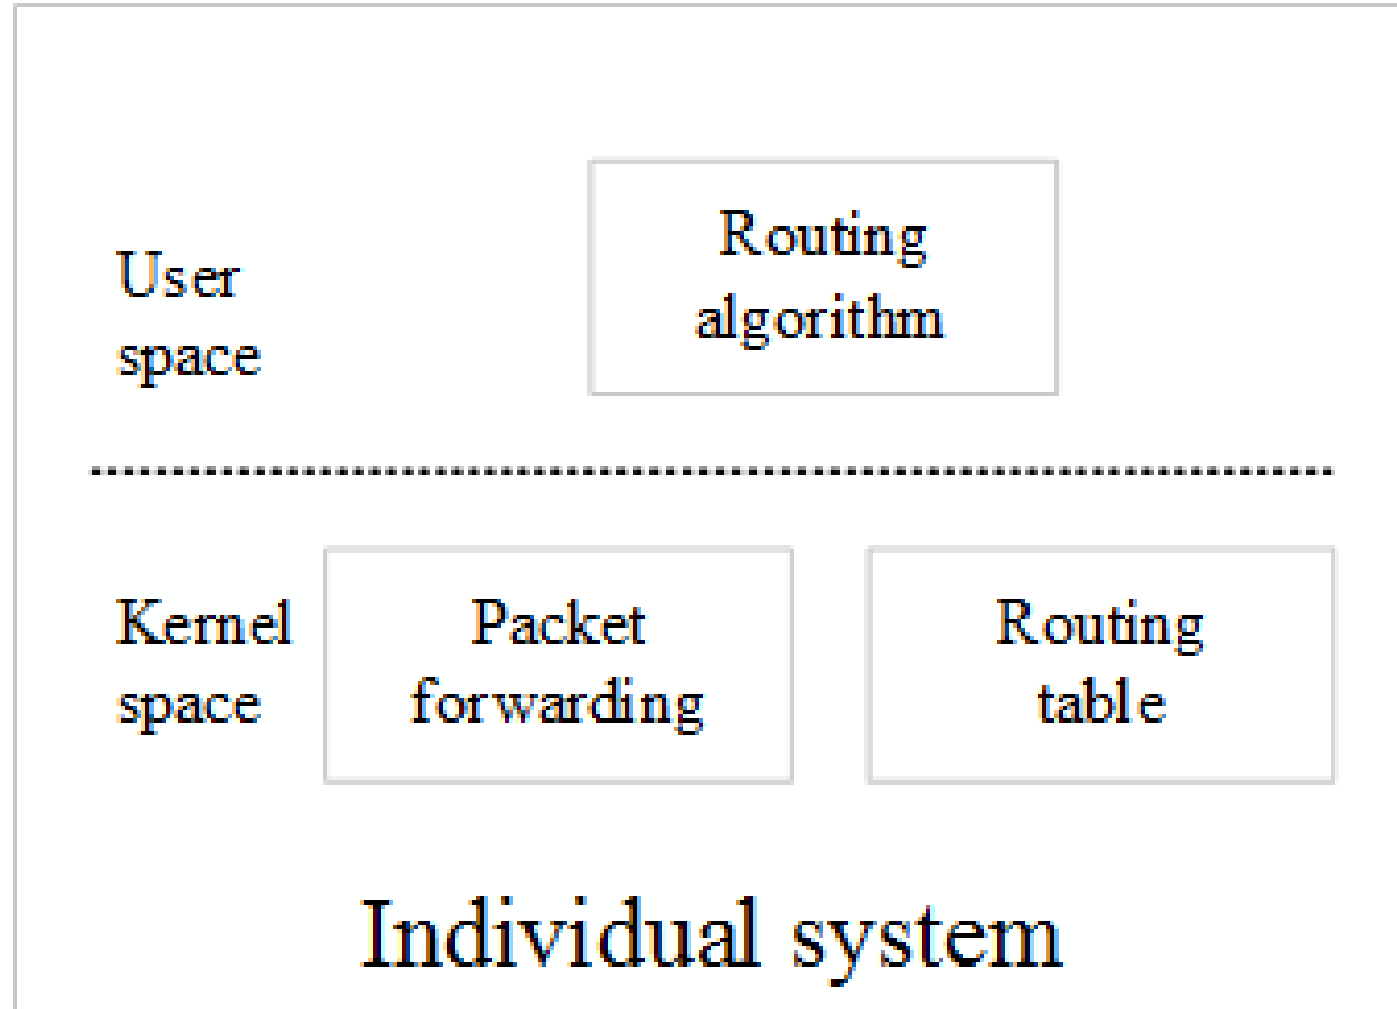 Routing
algorithm
User
space
Kernel
space
Packet
forwarding
Routing
table
Individual system